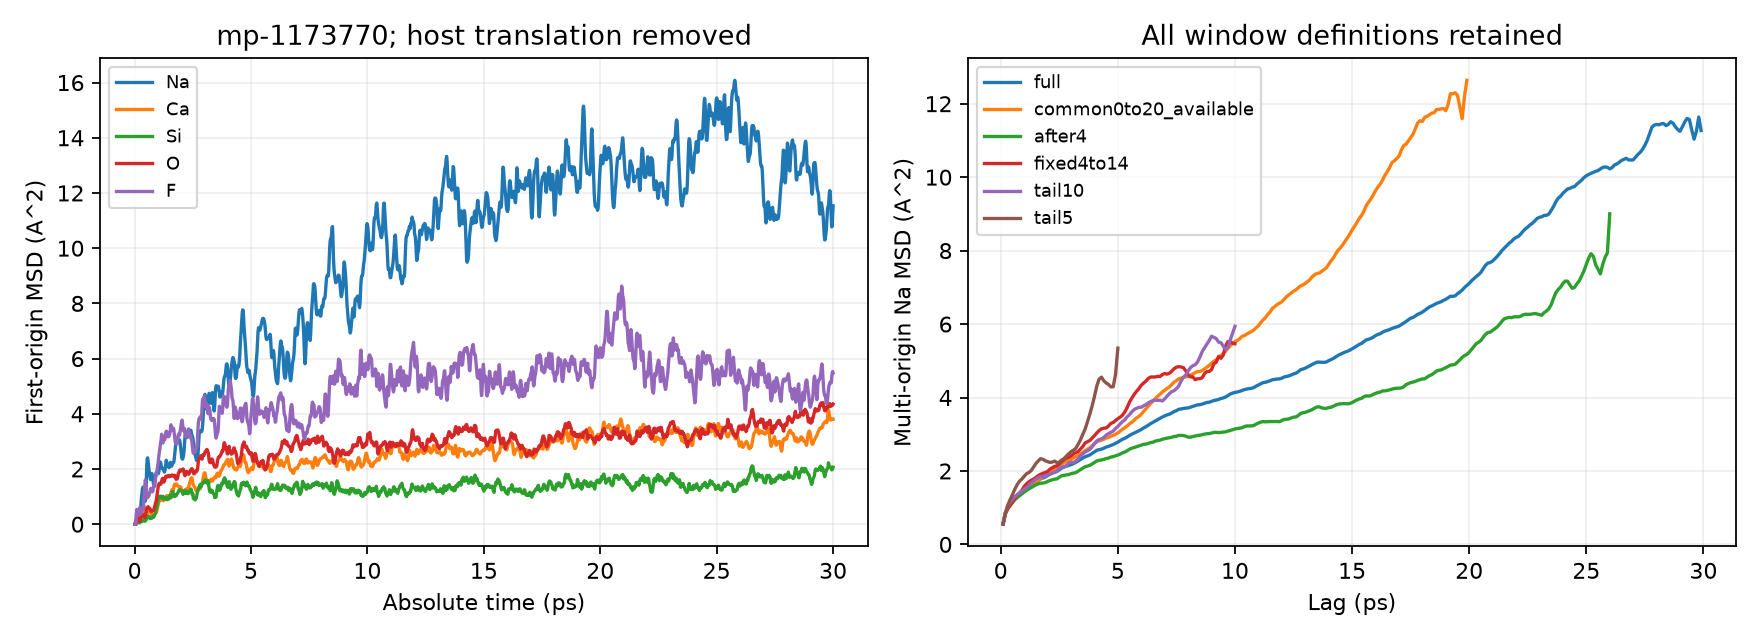 mp-1173770; host translation removed
First-origin MSD (A^2)
16
14
12
10
8
6
4
2
0
Na
Ca
Si
O
F
0
5
10
15
20
25
30
Absolute time (ps)
All window definitions retained
Multi-origin Na MSD (A^2)
12
10
8
6
4
2
0
full
common0to20_available
after4
fixed4to14
tail10
tail5
0
5
10
15
20
25
30
Lag (ps)